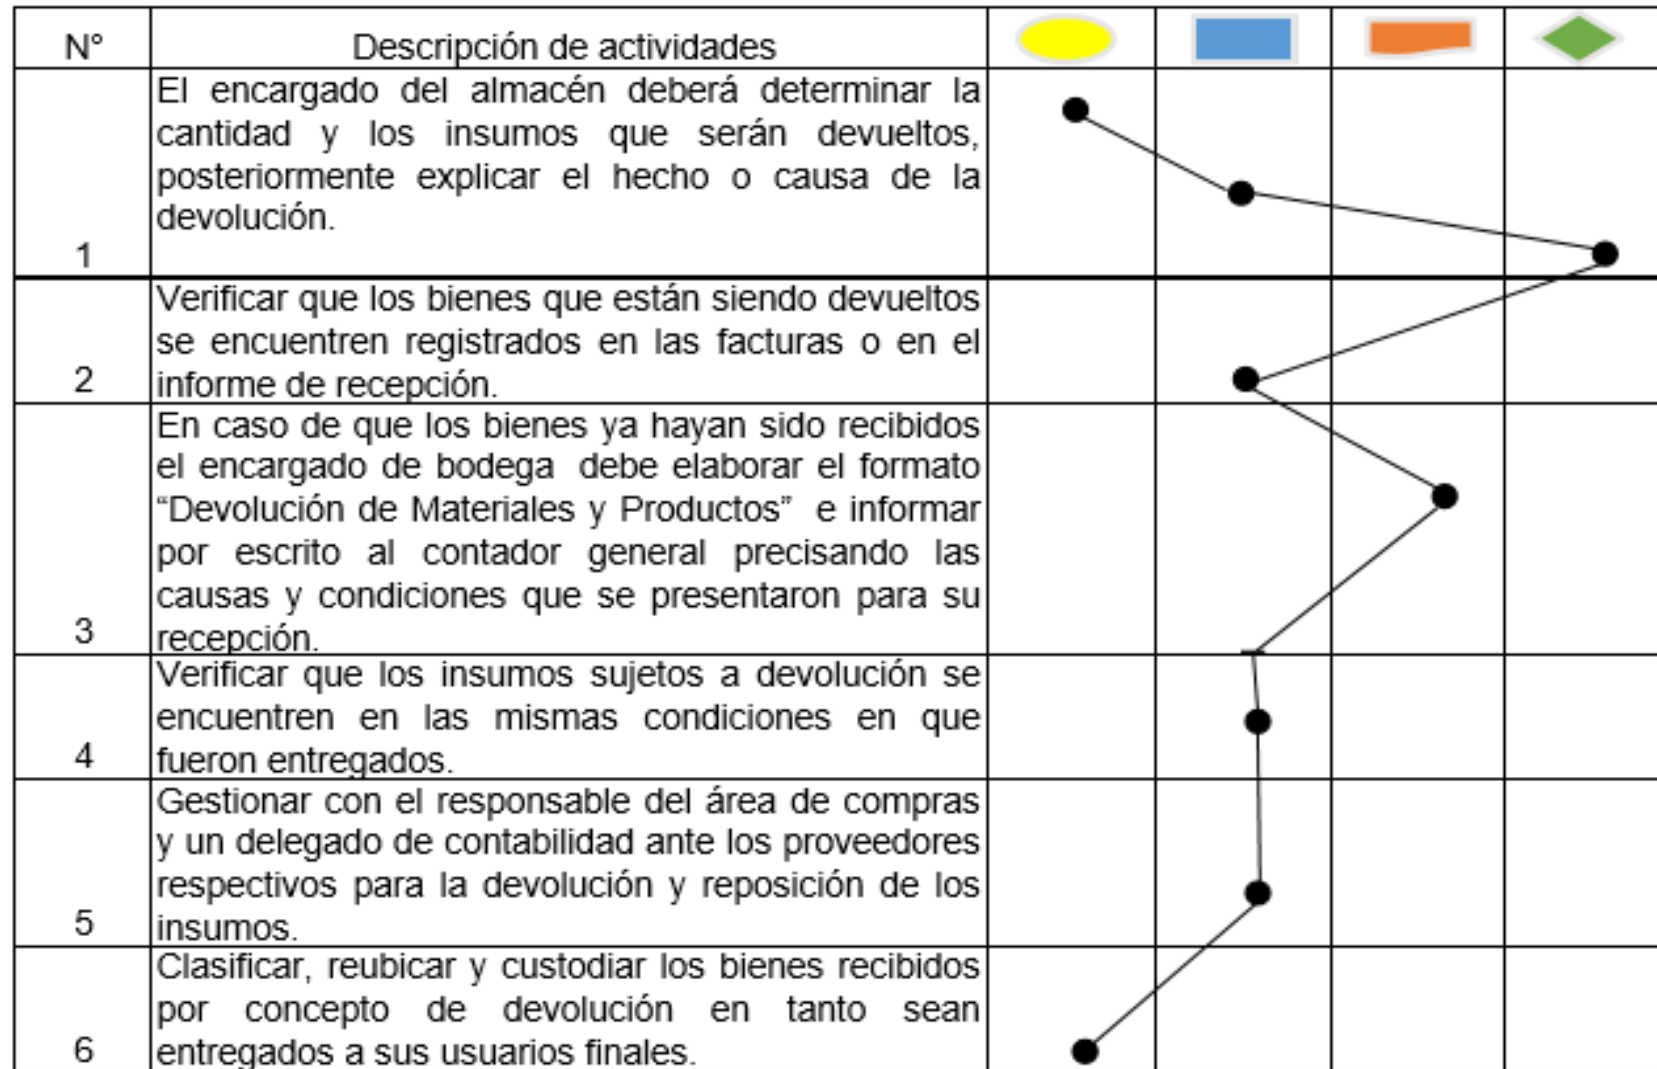 N° Descripción de actividades
El encargado del almacén deberá determinar la
cantidad y los insumos que serán devueltos,
posteriormente explicar el hecho o causa de la
devolución.
1
Verificar que los bienes que están siendo devueltos
se encuentren registrados en las facturas o en el
2 informe de recepción.
En caso de que los bienes ya hayan sido recibidos
el encargado de bodega debe elaborar el formato
“Devolución de Materiales y Productos” e informar
por escrito al contador general precisando las
causas y condiciones que se presentaron para su
3 recepción.
Verificar que los insumos sujetos a devolución se
encuentren en las mismas condiciones en que
4 fueron entregados.
Gestionar con el responsable del área de compras
y un delegado de contabilidad ante los proveedores
respectivos para la devolución y reposición de los
5 insumos.
Clasificar, reubicar y custodiar los bienes recibidos
por concepto de devolución en tanto sean
6 entregados a sus usuarios finales.